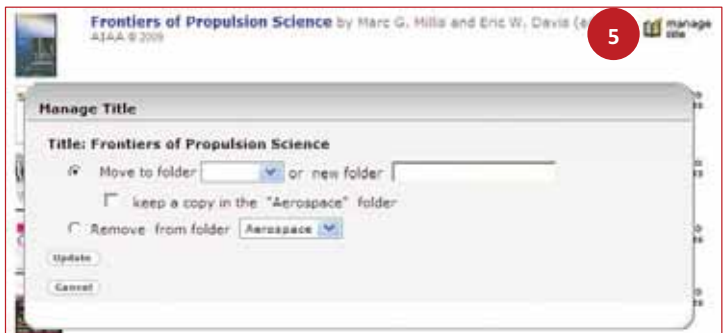 Frontiers of Propulsion Science by Marc G. Millis and Eric W. Davis (e
AIAA © 2009
5
manage title
Manage Title
Title: Frontiers of Propulsion Science
Move to folder or new folder
keep a copy in the "Aerospace" folder
Remove from folder Aerospace
Update
Cancel